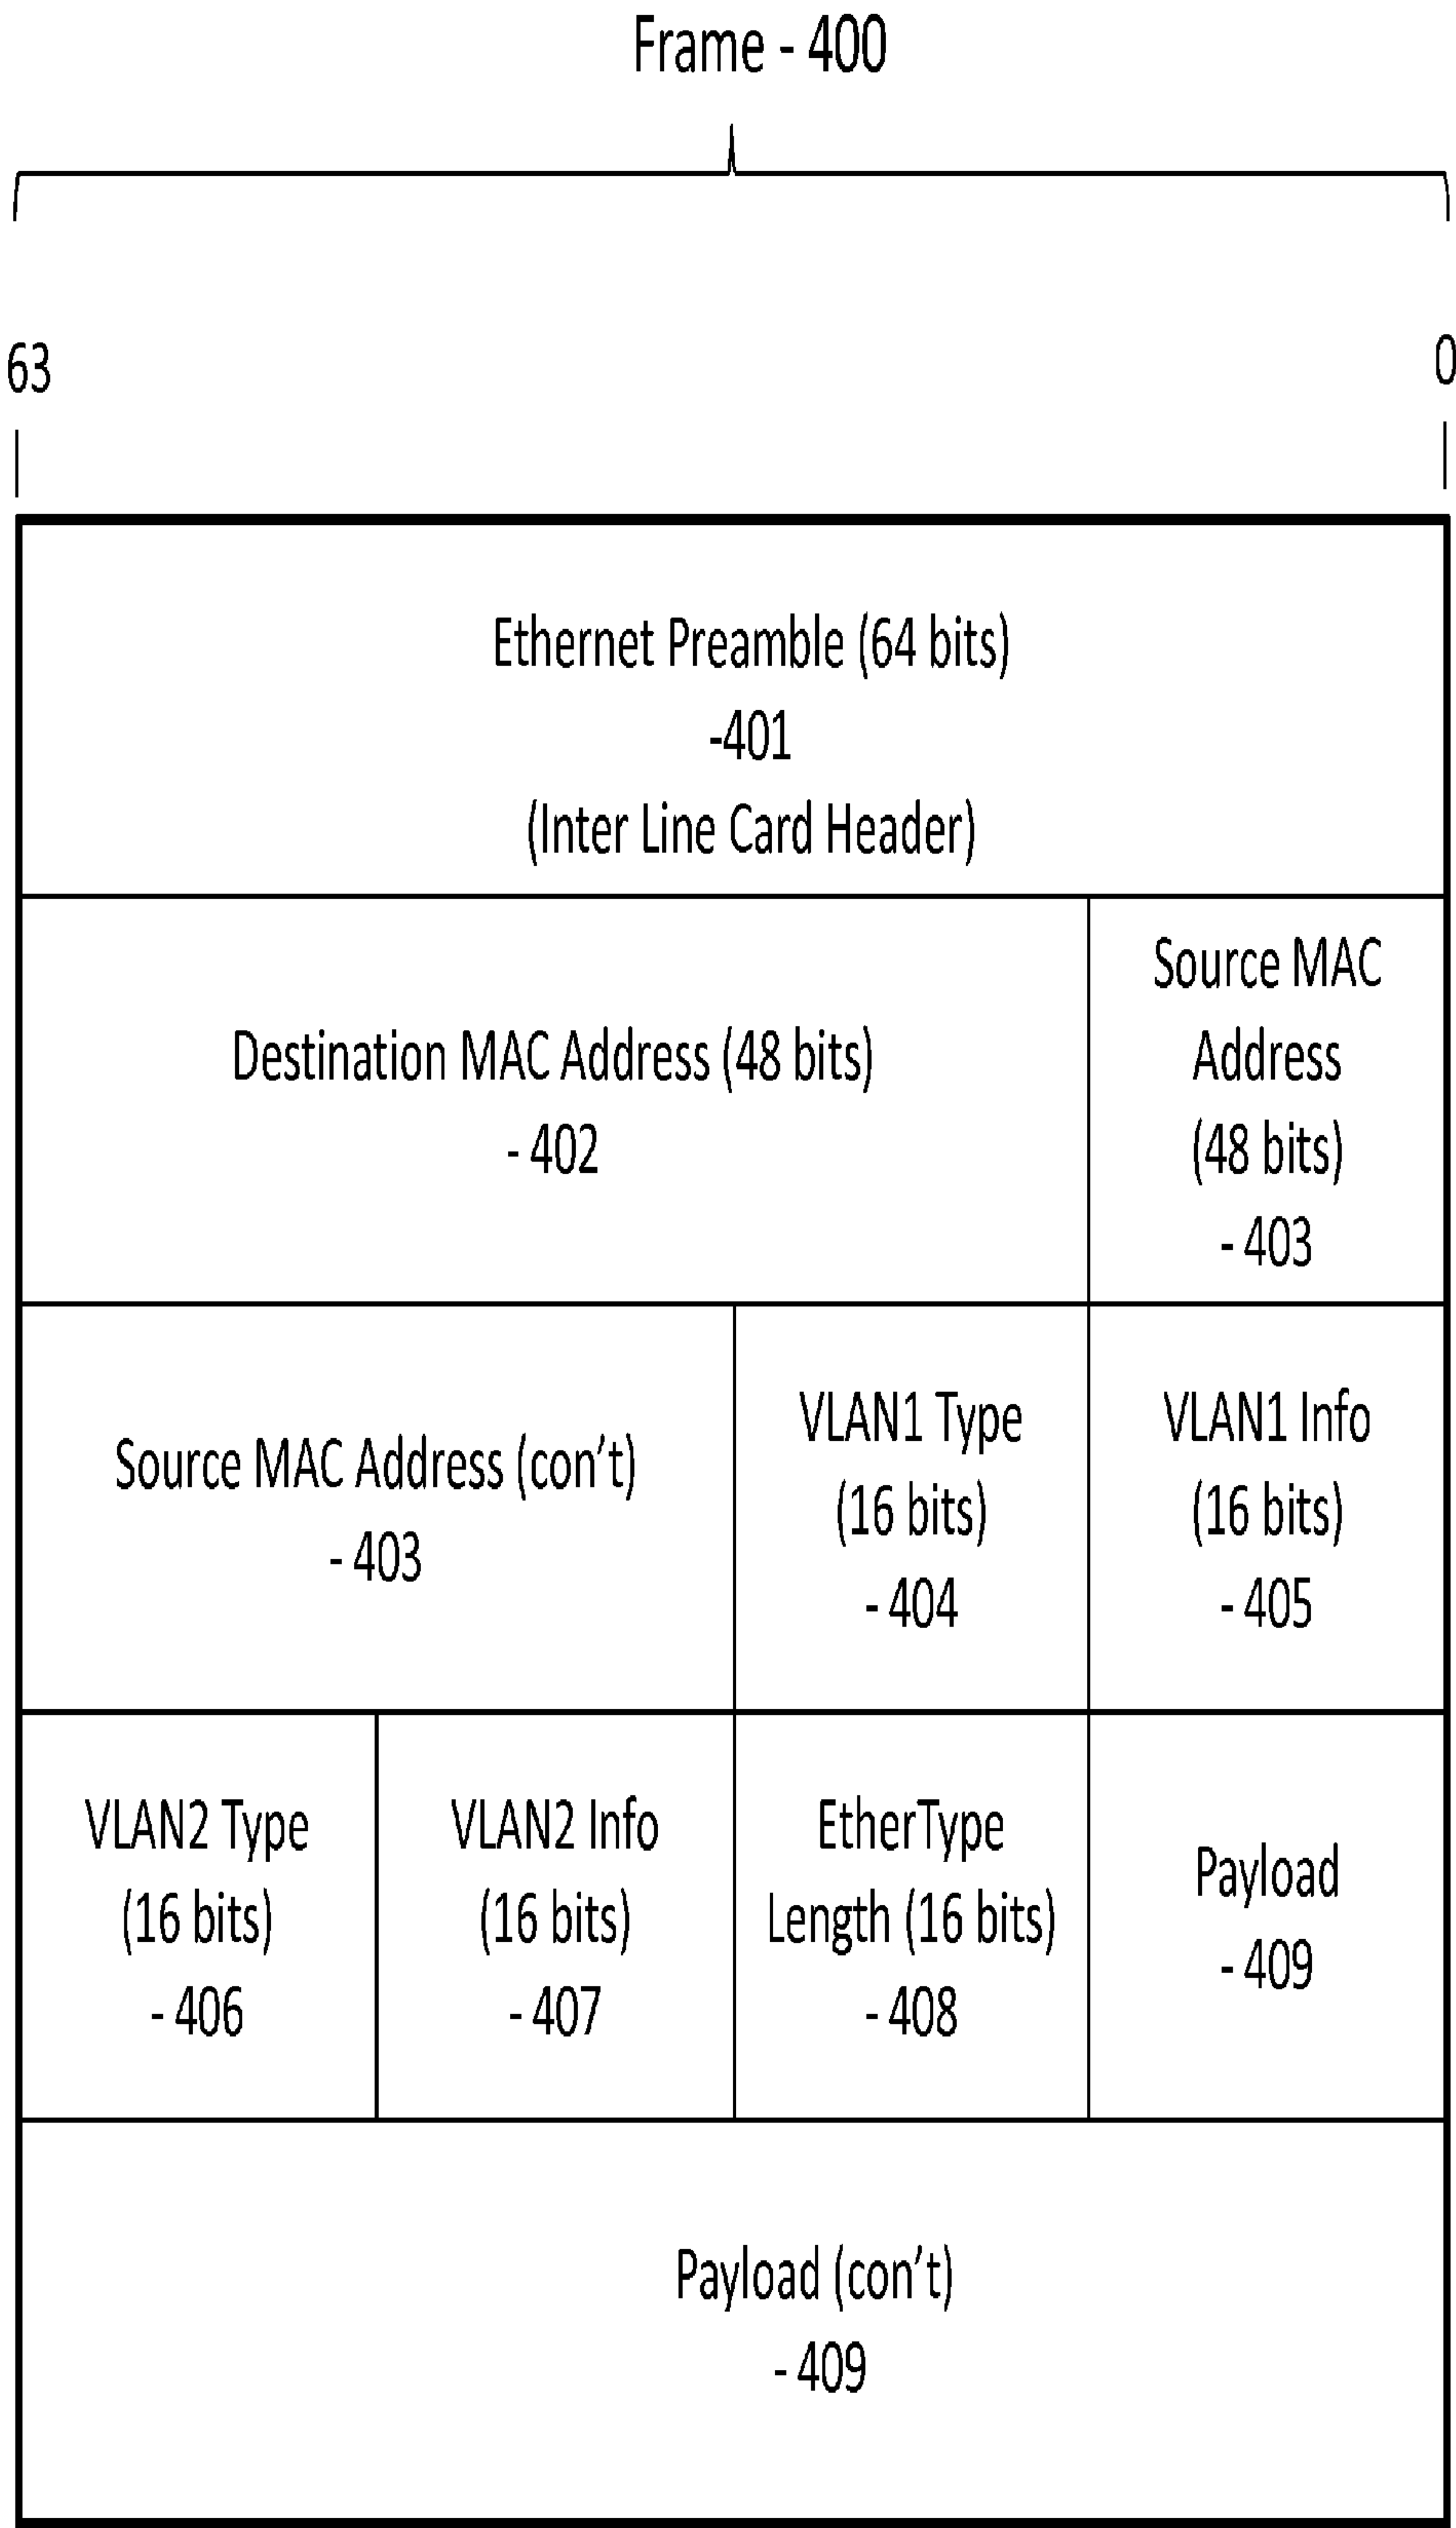 Frame - 400
63
0
Ethernet Preamble (64 bits)
-401
(Inter Line Card Header)
Destination MAC Address (48 bits)
- 402
Source MAC
Address
(48 bits)
- 403
Source MAC Address (con't)
- 403
VLAN1 Type
(16 bits)
- 404
VLAN1 Info
(16 bits)
- 405
VLAN2 Type
(16 bits)
- 406
VLAN2 Info
(16 bits)
- 407
EtherType
Length (16 bits)
- 408
Payload
- 409
Payload (con't)
- 409